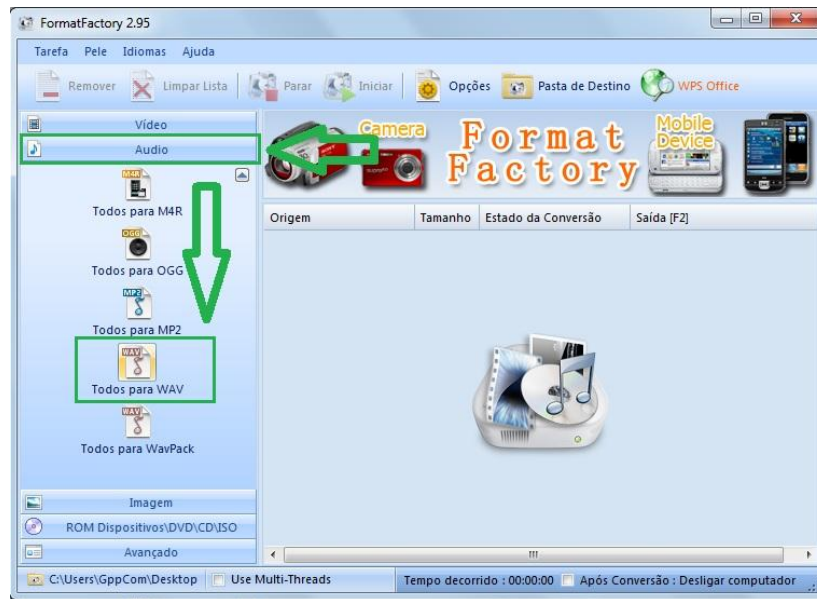 FormatFactory 2.95
Tarefa Pele Idiomas Ajuda
Remover Limpar Lista Parar Iniciar Opções Pasta de Destino WPS Office
Vídeo
Audio
Camera
Format
Factory
Mobile
Device
M4R
Todos para M4R
OGG
Todos para OGG
MP2
Todos para MP2
WAV
Todos para WAV
WAV
Todos para WavPack
Origem Tamanho Estado da Conversão Saída [F2]
Imagem
ROM Dispositivos\DVD\CD\ISO
Avançado
C:\Users\GppCom\Desktop Use Multi-Threads Tempo decorrido : 00:00:00 Após Conversão : Desligar computador